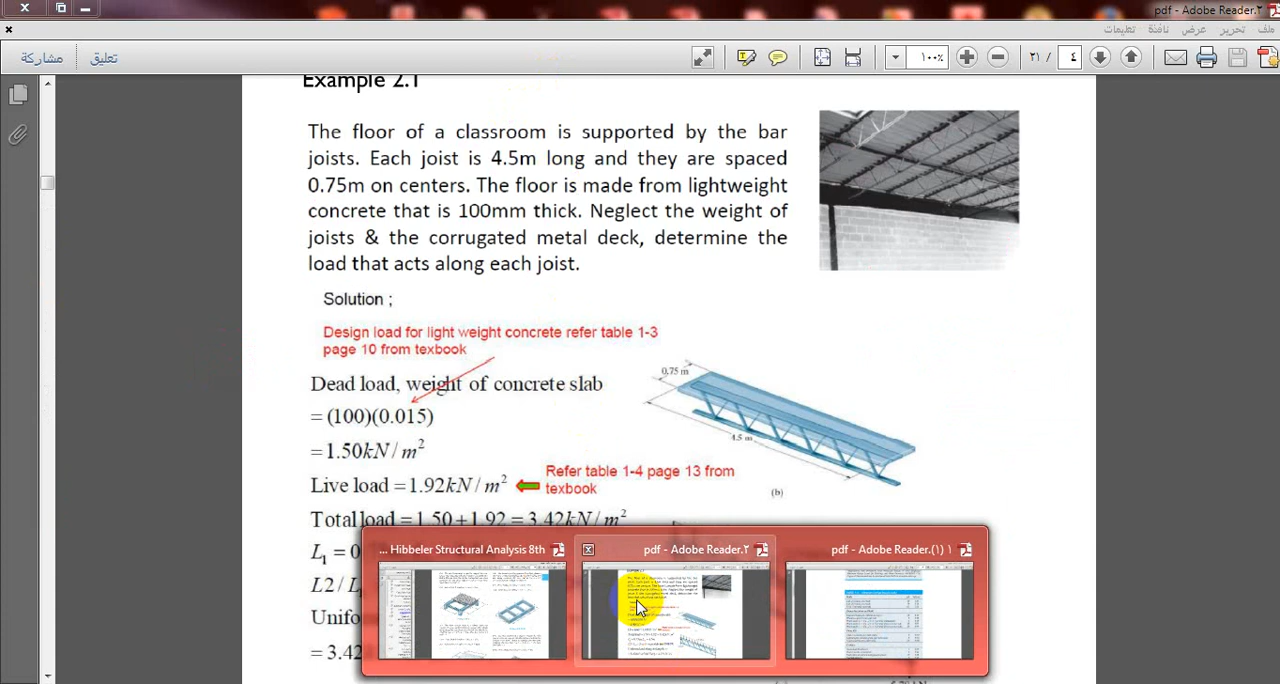 pdf - Adobe Reader.٢
ملف تحرير عرض نافذة تعليمات
مشاركة تعليق ١٠٠٪ ٢١ / ٤
Example 2.1
The floor of a classroom is supported by the bar
joists. Each joist is 4.5m long and they are spaced
0.75m on centers. The floor is made from lightweight
concrete that is 100mm thick. Neglect the weight of
joists & the corrugated metal deck, determine the
load that acts along each joist.
Solution ;
Design load for light weight concrete refer table 1-3
page 10 from texbook
0.75 m
Dead load, weight of concrete slab
= (100)(0.015)
4.5 m
= 1.50kN / m²
Refer table 1-4 page 13 from
texbook
Live load = 1.92kN / m²
(b)
Total load = 1.50 + 1.92 = 3.42kN / m²
... Hibbeler Structural Analysis 8th
pdf - Adobe Reader.٢
pdf - Adobe Reader.(١) ١
L₁ = 0
L2 / L
Unifo
= 3.42